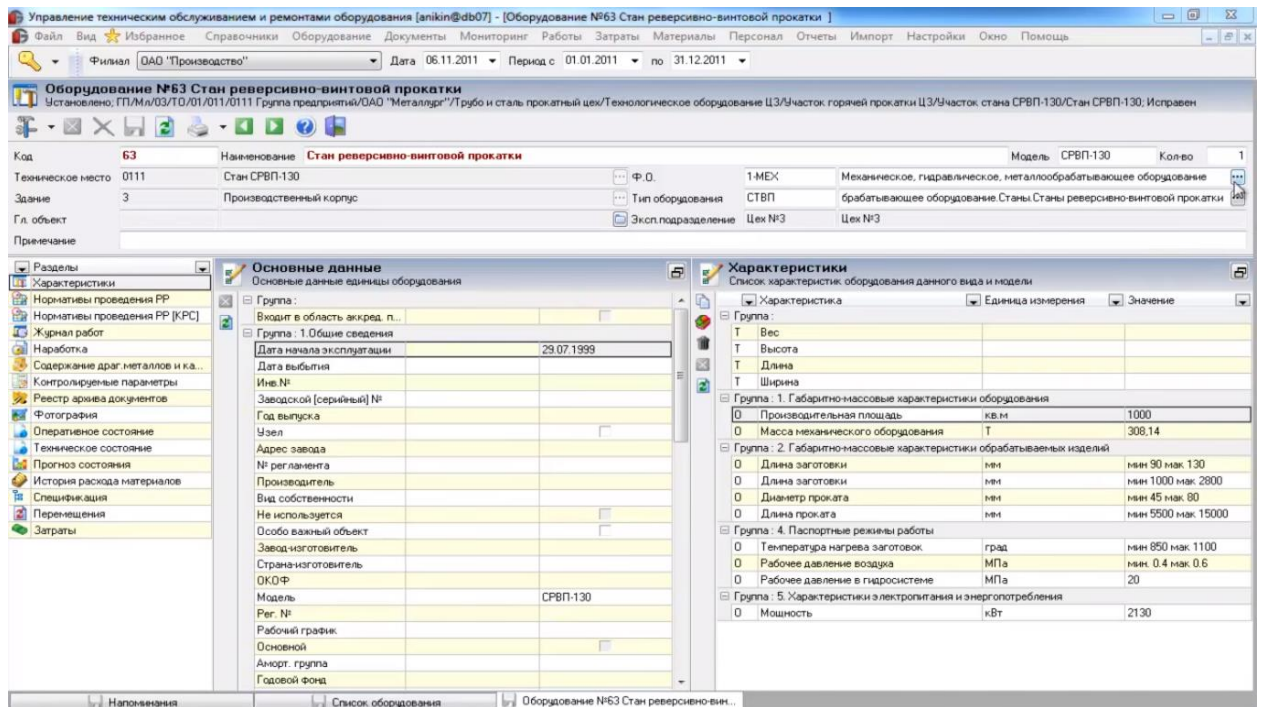 Управление техническим обслуживанием и ремонтами оборудования [anikin@db07] - [Оборудование №63 Стан реверсивно-винтовой прокатки ]
Файл Вид Избранное Справочники Оборудование Документы Мониторинг Работы Затраты Материалы Персонал Отчеты Импорт Настройки Окно Помощь
Филиал ОАО "Производство" Дата 06.11.2011 Период с 01.01.2011 по 31.12.2011
Оборудование №63 Стан реверсивно-винтовой прокатки
Установлено; ГП/Мл/03/ТО/01/011/0111 Группа предприятий/ОАО "Металлург"/Трубо и сталь прокатный цех/Технологическое оборудование ЦЗ/Участок горячей прокатки ЦЗ/Участок стана СРВП-130/Стан СРВП-130; Исправен
Код 63 Наименование Стан реверсивно-винтовой прокатки Модель СРВП-130 Кол-во 1
Техническое место 0111 Стан СРВП-130 Ф.О. 1-МЕХ Механическое, гидравлическое, металлообрабатывающее оборудование
Здание 3 Производственный корпус Тип оборудования СТВП брабатывающее оборудование.Станы.Станы реверсивно-винтовой прокатки
Гл. объект Эксп.подразделение Цех №3 Цех №3
Примечание
Разделы
Характеристики
Нормативы проведения РР
Нормативы проведения РР [КРС]
Журнал работ
Наработка
Содержание драг.металлов и ка...
Контролируемые параметры
Реестр архива документов
Фотография
Оперативное состояние
Техническое состояние
Прогноз состояния
История расхода материалов
Спецификация
Перемещения
Затраты
Основные данные
Основные данные единицы оборудования
Группа :
Входит в область аккред. п...
Группа : 1.Общие сведения
Дата начала эксплуатации 29.07.1999
Дата выбытия
Инв.№
Заводской [серийный] №
Год выпуска
Узел
Адрес завода
№ регламента
Производитель
Вид собственности
Не используется
Особо важный объект
Завод-изготовитель
Страна-изготовитель
ОКОФ
Модель СРВП-130
Рег. №
Рабочий график
Основной
Аморт. группа
Годовой фонд
Характеристики
Список характеристик оборудования данного вида и модели
Характеристика Единица измерения Значение
Группа :
Т Вес
Т Высота
Т Длина
Т Ширина
Группа : 1. Габаритно-массовые характеристики оборудования
О Производительная площадь кв.м 1000
О Масса механического оборудования Т 308,14
Группа : 2. Габаритно-массовые характеристики обрабатываемых изделий
О Длина заготовки мм мин 90 мак 130
О Длина заготовки мм мин 1000 мак 2800
О Диаметр проката мм мин 45 мак 80
О Длина проката мм мин 5500 мак 15000
Группа : 4. Паспортные режимы работы
О Температура нагрева заготовок град мин 850 мак 1100
О Рабочее давление воздуха МПа мин. 0.4 мак 0.6
О Рабочее давление в гидросистеме МПа 20
Группа : 5. Характеристики электропитания и энергопотребления
О Мощность кВт 2130
Напоминания Список оборудования Оборудование №63 Стан реверсивно-вин...